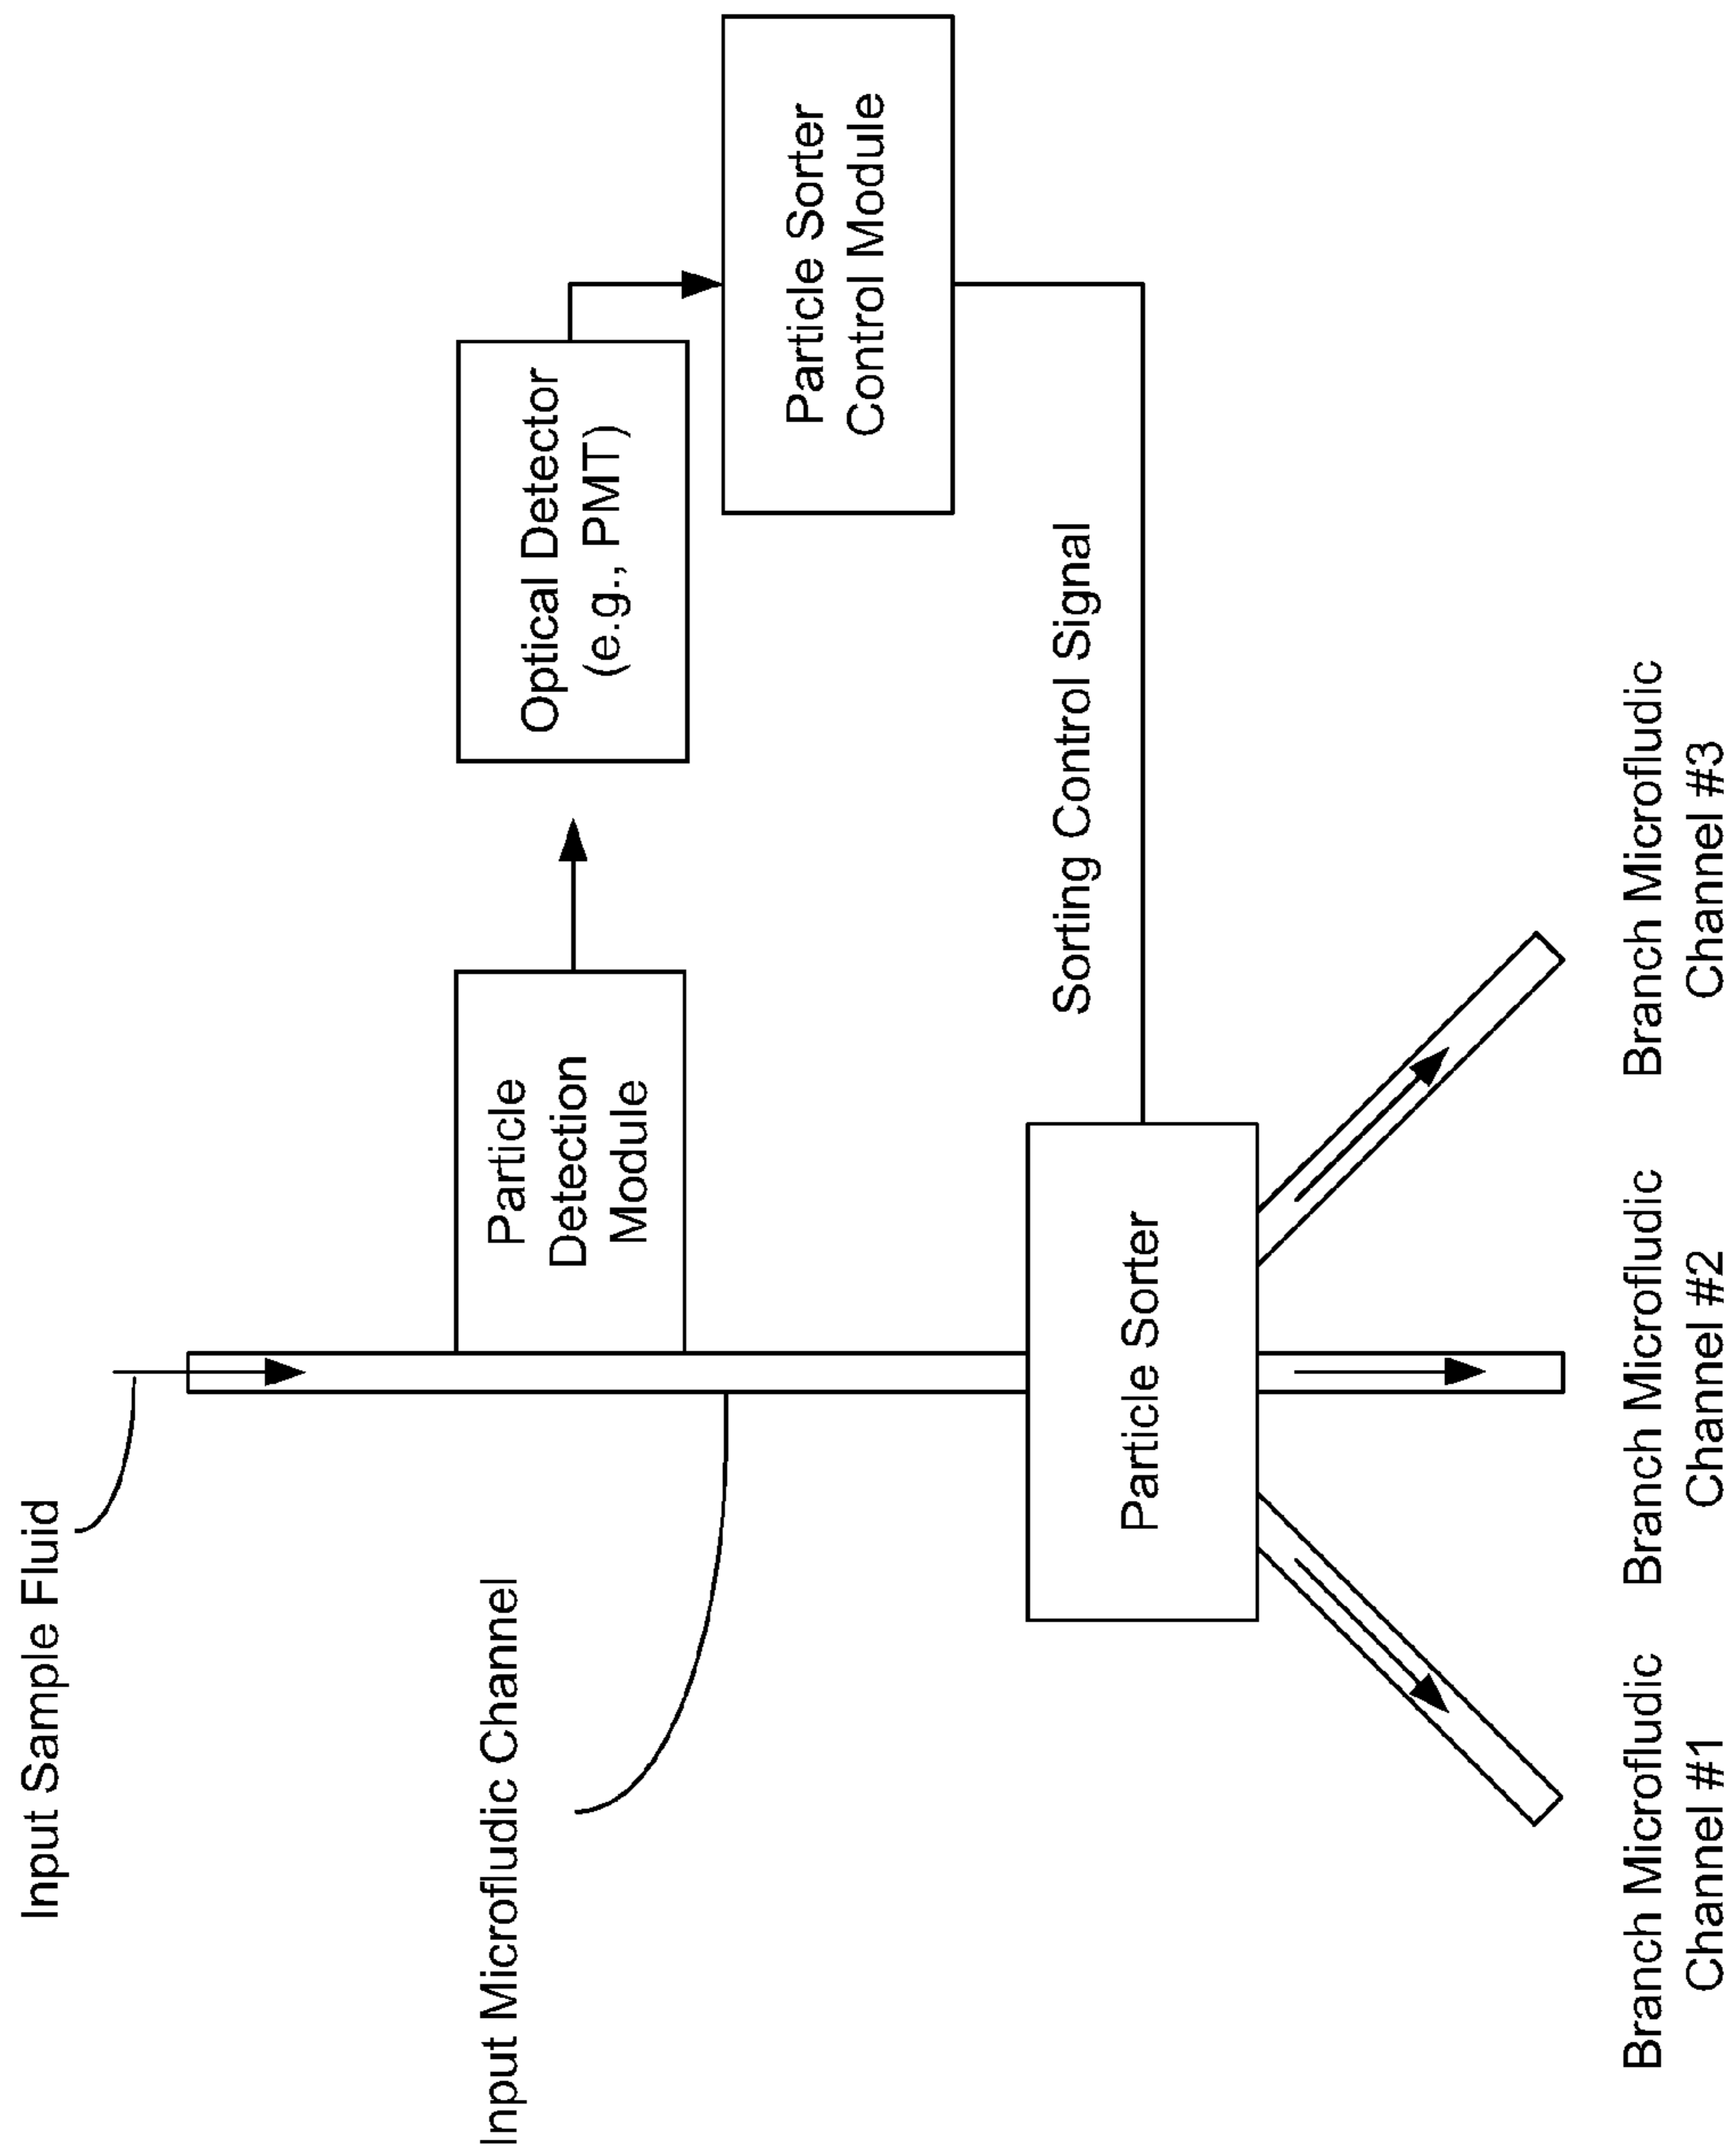 Input Sample Fluid
Input Microfludic Channel
Particle
Detection
Module
Optical Detector
(e.g., PMT)
Particle Sorter
Control Module
Sorting Control Signal
Particle Sorter
Branch Microfludic
Channel #1
Branch Microfludic
Channel #2
Branch Microfludic
Channel #3